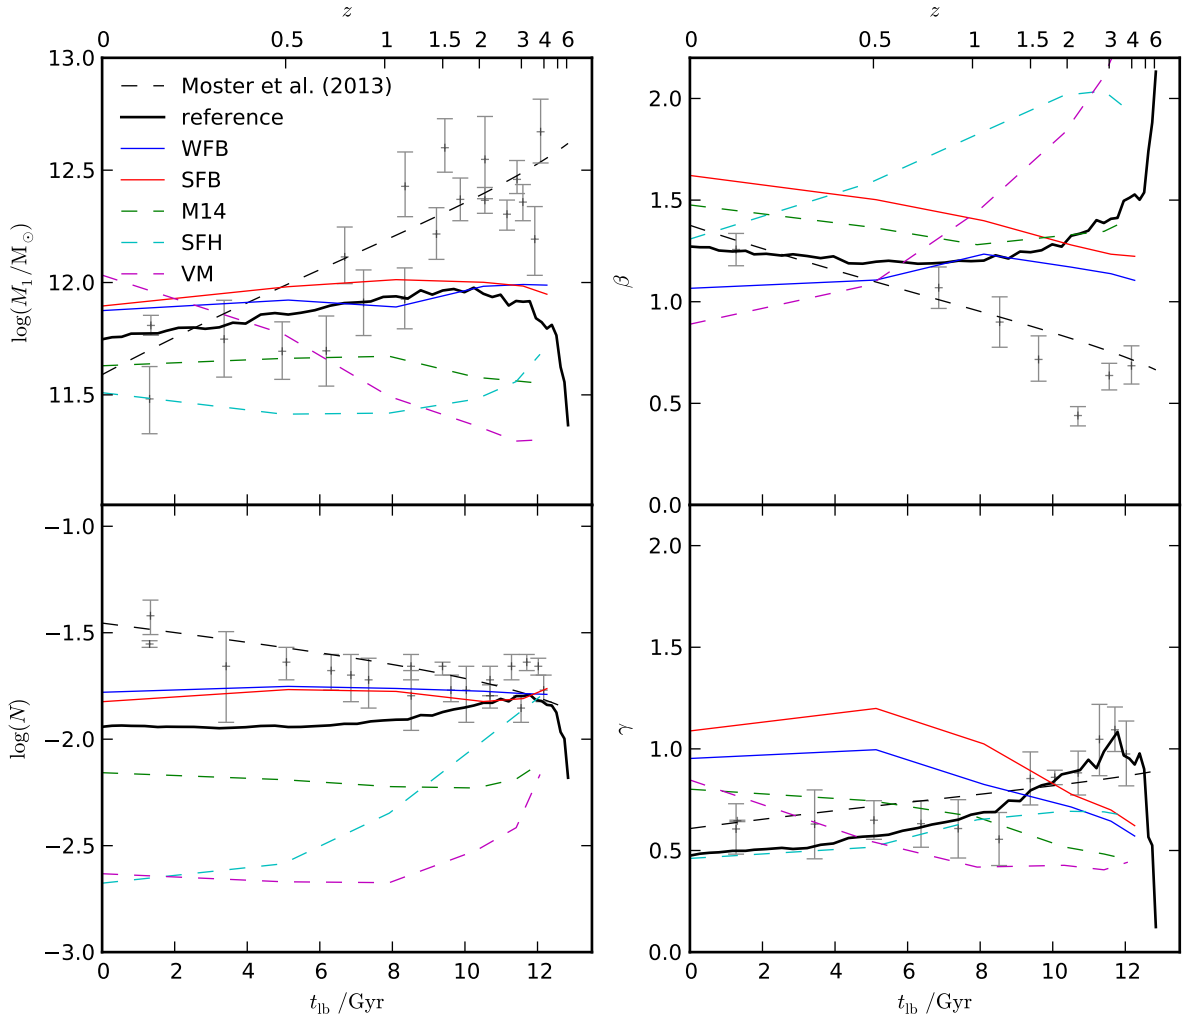 z
z
0 0.5 1 1.5 2 3 4 6
0 0.5 1 1.5 2 3 4 6
13.0
12.5
12.0
11.5
log(M₁/M☉)
Moster et al. (2013)
reference
WFB
SFB
M14
SFH
VM
2.0
1.5
1.0
0.5
0.0
β
−1.0
−1.5
−2.0
−2.5
−3.0
log(N)
2.0
1.5
1.0
0.5
0.0
γ
0 2 4 6 8 10 12
0 2 4 6 8 10 12
t_lb /Gyr
t_lb /Gyr